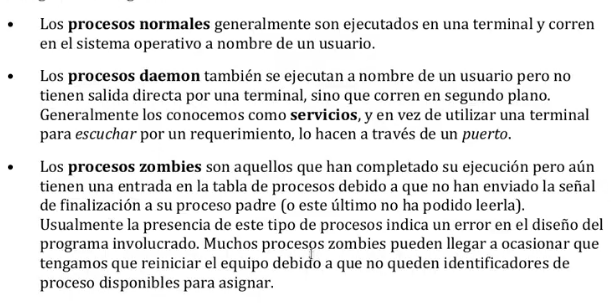 • Los procesos normales generalmente son ejecutados en una terminal y corren
en el sistema operativo a nombre de un usuario.
• Los procesos daemon también se ejecutan a nombre de un usuario pero no
tienen salida directa por una terminal, sino que corren en segundo plano.
Generalmente los conocemos como servicios, y en vez de utilizar una terminal
para escuchar por un requerimiento, lo hacen a través de un puerto.
• Los procesos zombies son aquellos que han completado su ejecución pero aún
tienen una entrada en la tabla de procesos debido a que no han enviado la señal
de finalización a su proceso padre (o este último no ha podido leerla).
Usualmente la presencia de este tipo de procesos indica un error en el diseño del
programa involucrado. Muchos procesos zombies pueden llegar a ocasionar que
tengamos que reiniciar el equipo debido a que no queden identificadores de
proceso disponibles para asignar.